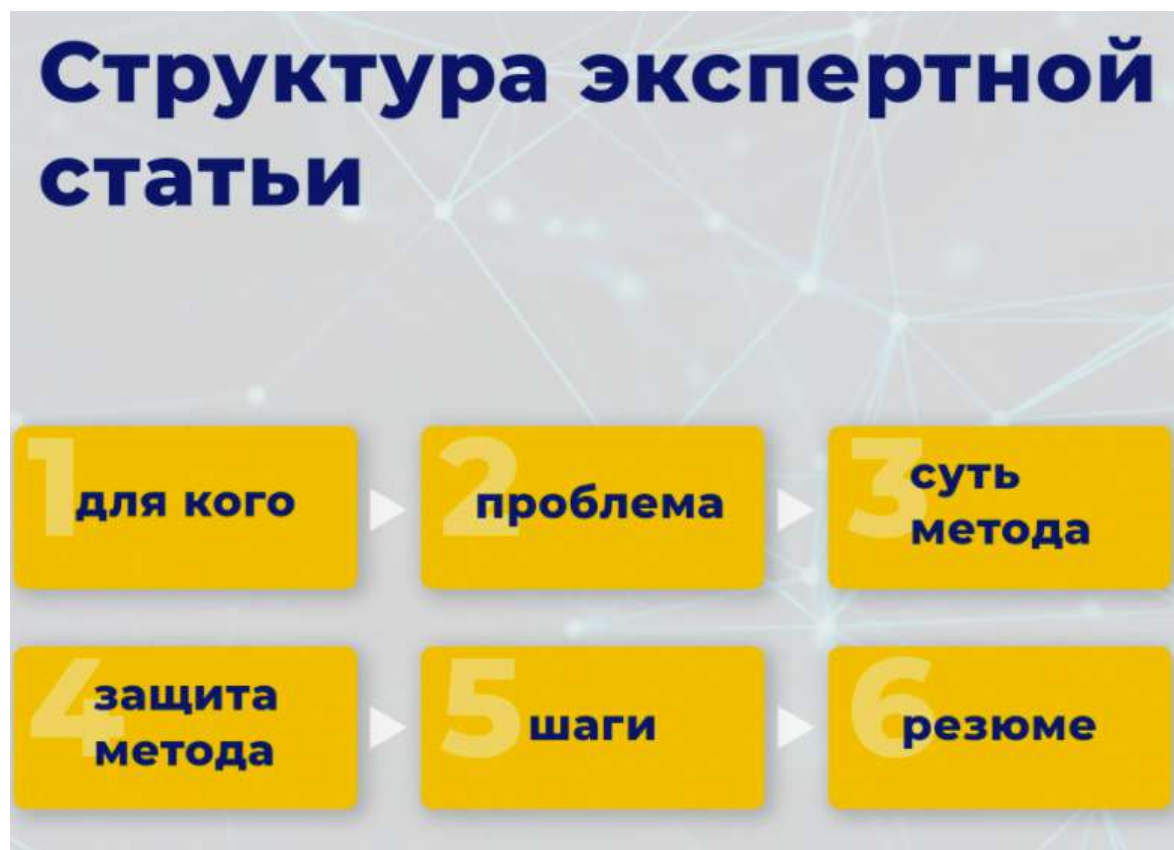 Структура экспертной
статьи
1
для кого
2
проблема
3
суть
метода
4
защита
метода
5
шаги
6
резюме